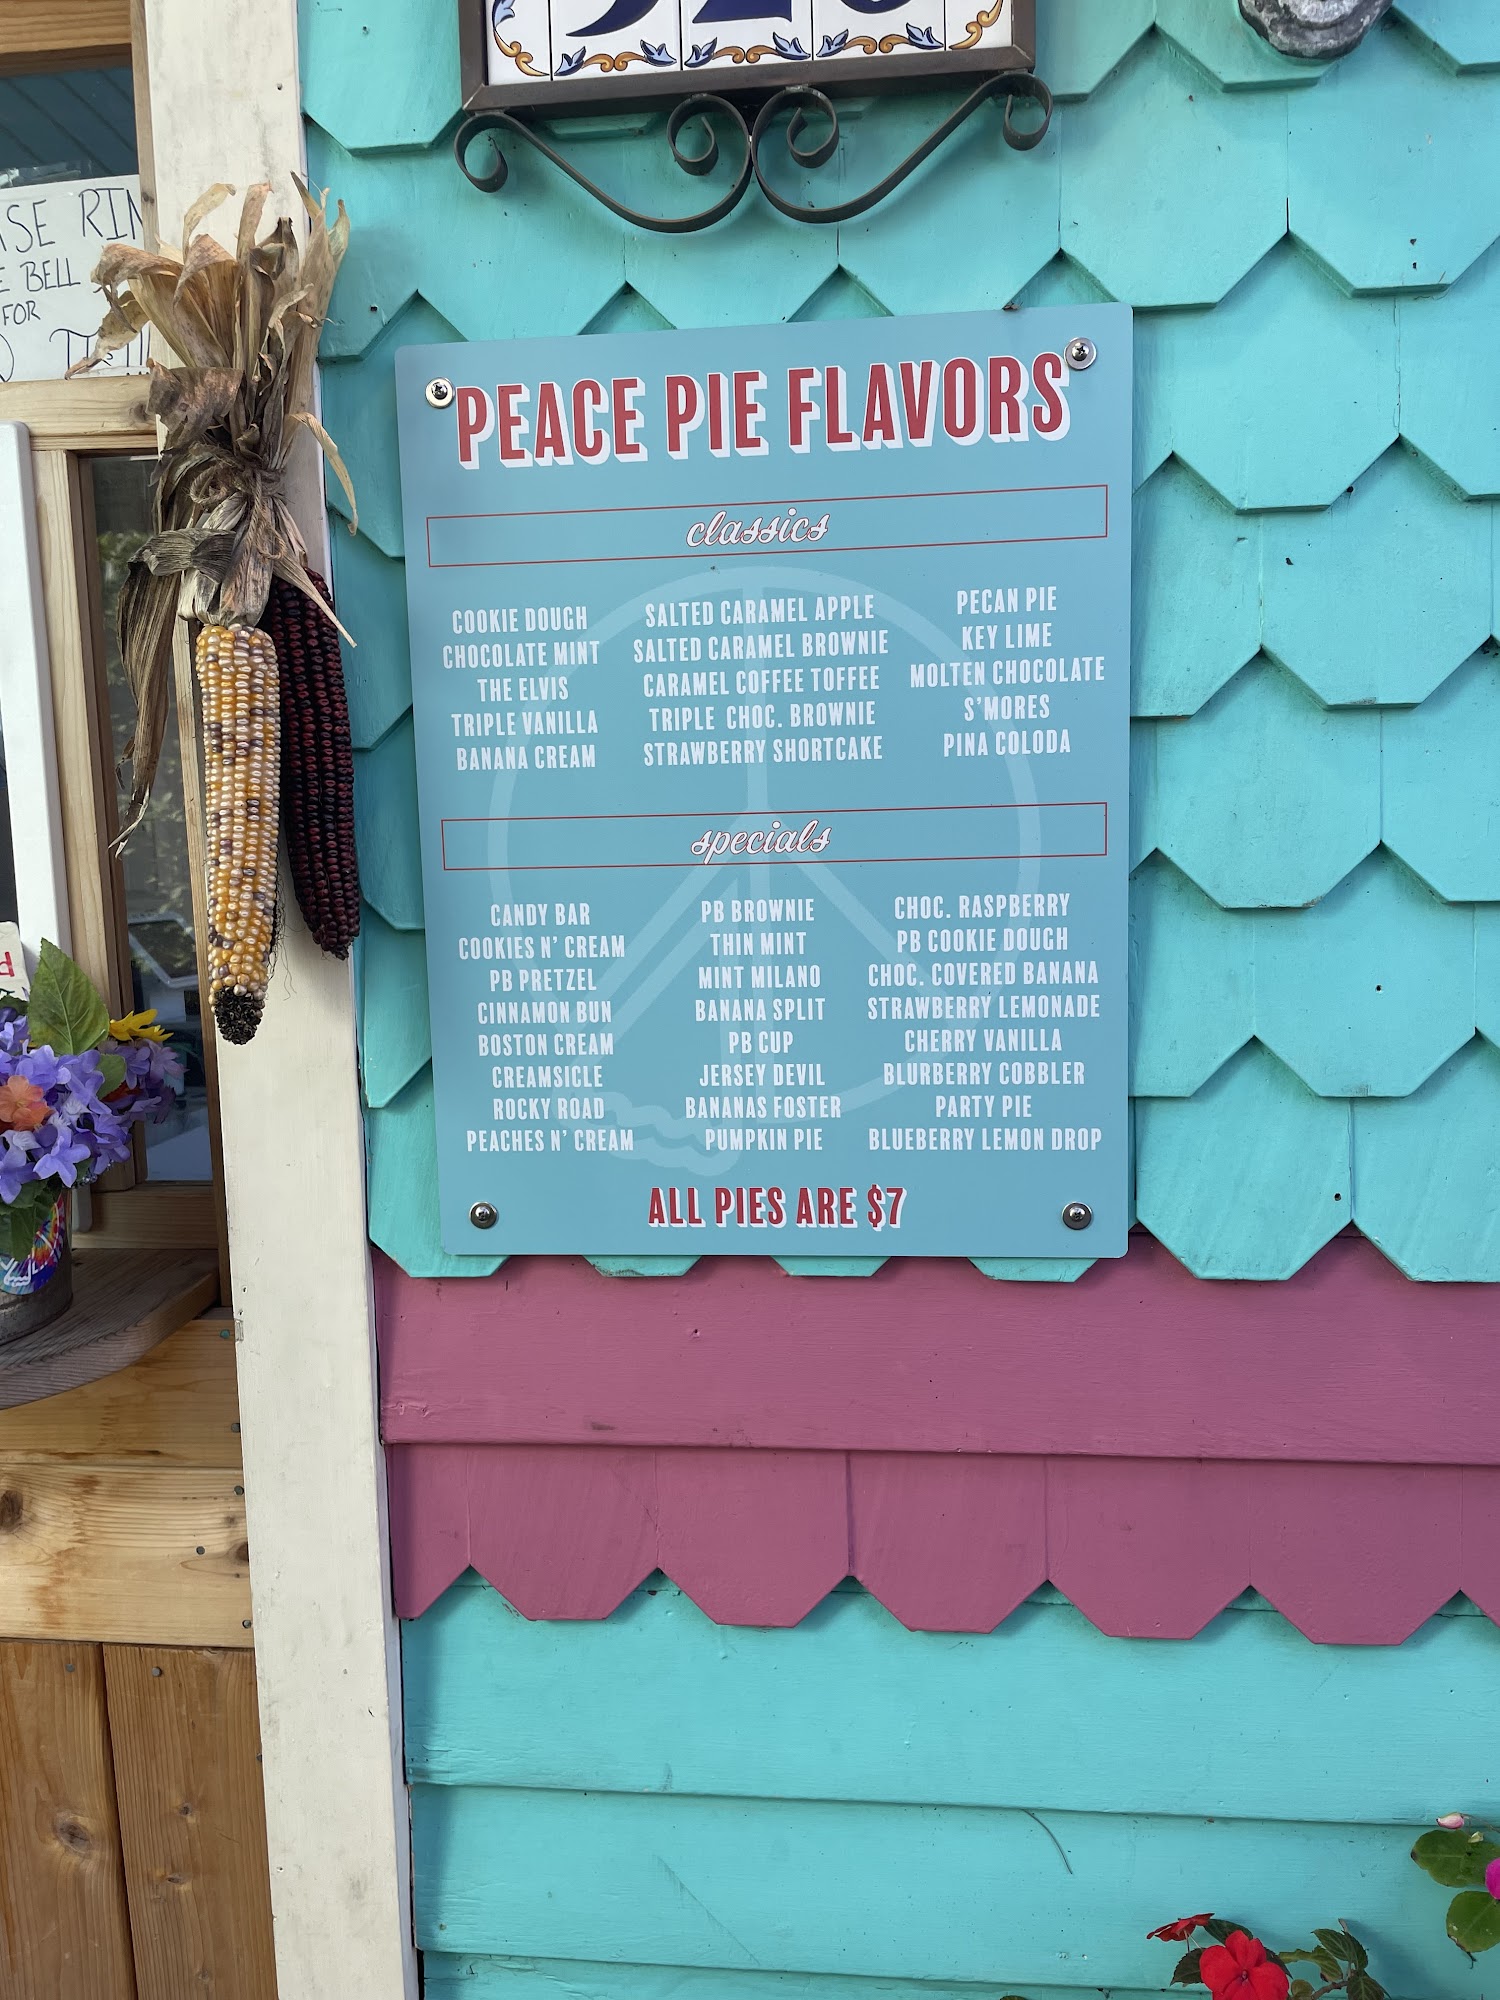 RIN
BELL
FOR
PEACE PIE FLAVORS
classics
COOKIE DOUGH
CHOCOLATE MINT
THE ELVIS
TRIPLE VANILLA
BANANA CREAM
SALTED CARAMEL APPLE
SALTED CARAMEL BROWNIE
CARAMEL COFFEE TOFFEE
TRIPLE CHOC. BROWNIE
STRAWBERRY SHORTCAKE
PECAN PIE
KEY LIME
MOLTEN CHOCOLATE
S'MORES
PINA COLODA
specials
CANDY BAR
COOKIES N' CREAM
PB PRETZEL
CINNAMON BUN
BOSTON CREAM
CREAMSICLE
ROCKY ROAD
PEACHES N' CREAM
PB BROWNIE
THIN MINT
MINT MILANO
BANANA SPLIT
PB CUP
JERSEY DEVIL
BANANAS FOSTER
PUMPKIN PIE
CHOC. RASPBERRY
PB COOKIE DOUGH
CHOC. COVERED BANANA
STRAWBERRY LEMONADE
CHERRY VANILLA
BLURBERRY COBBLER
PARTY PIE
BLUEBERRY LEMON DROP
ALL PIES ARE $7